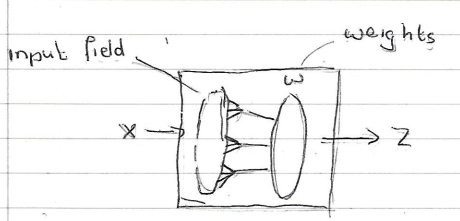 weights
input field
ω
X
Z